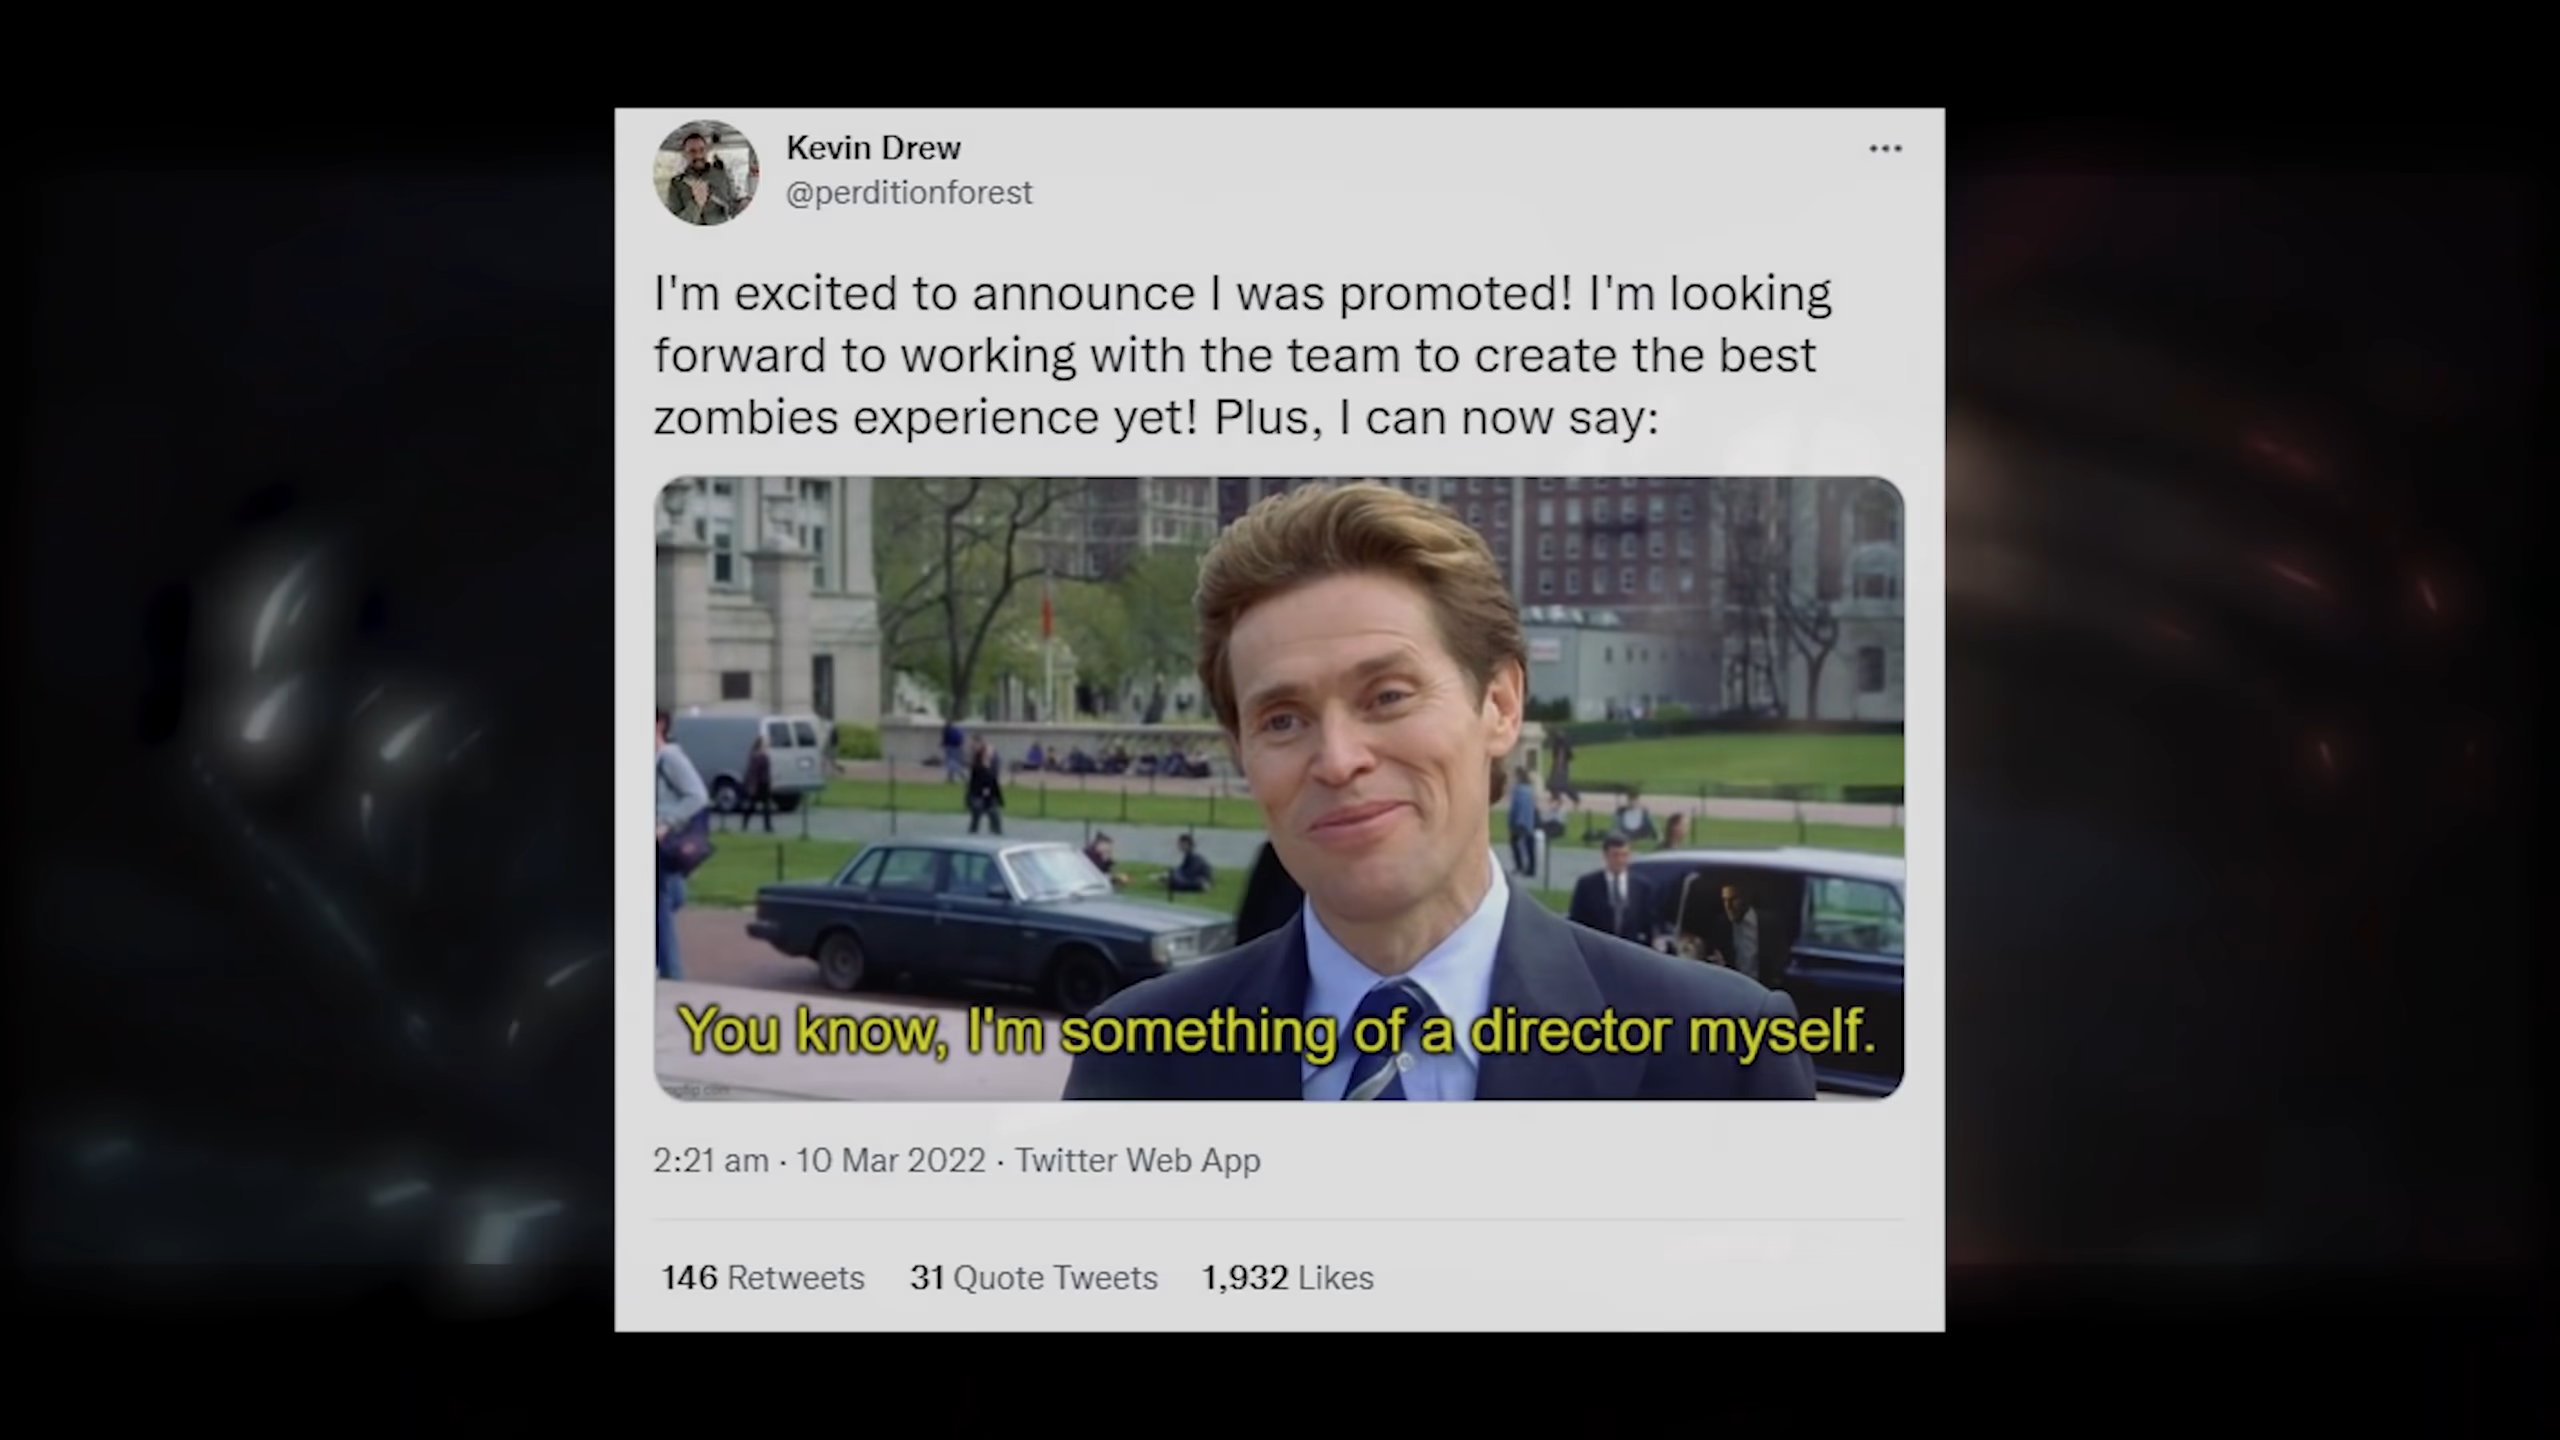 Kevin Drew
@perditionforest
I'm excited to announce I was promoted! I'm looking
forward to working with the team to create the best
zombies experience yet! Plus, I can now say:
You know, I'm something of a director myself.
2:21 am · 10 Mar 2022 · Twitter Web App
146 Retweets 31 Quote Tweets 1,932 Likes